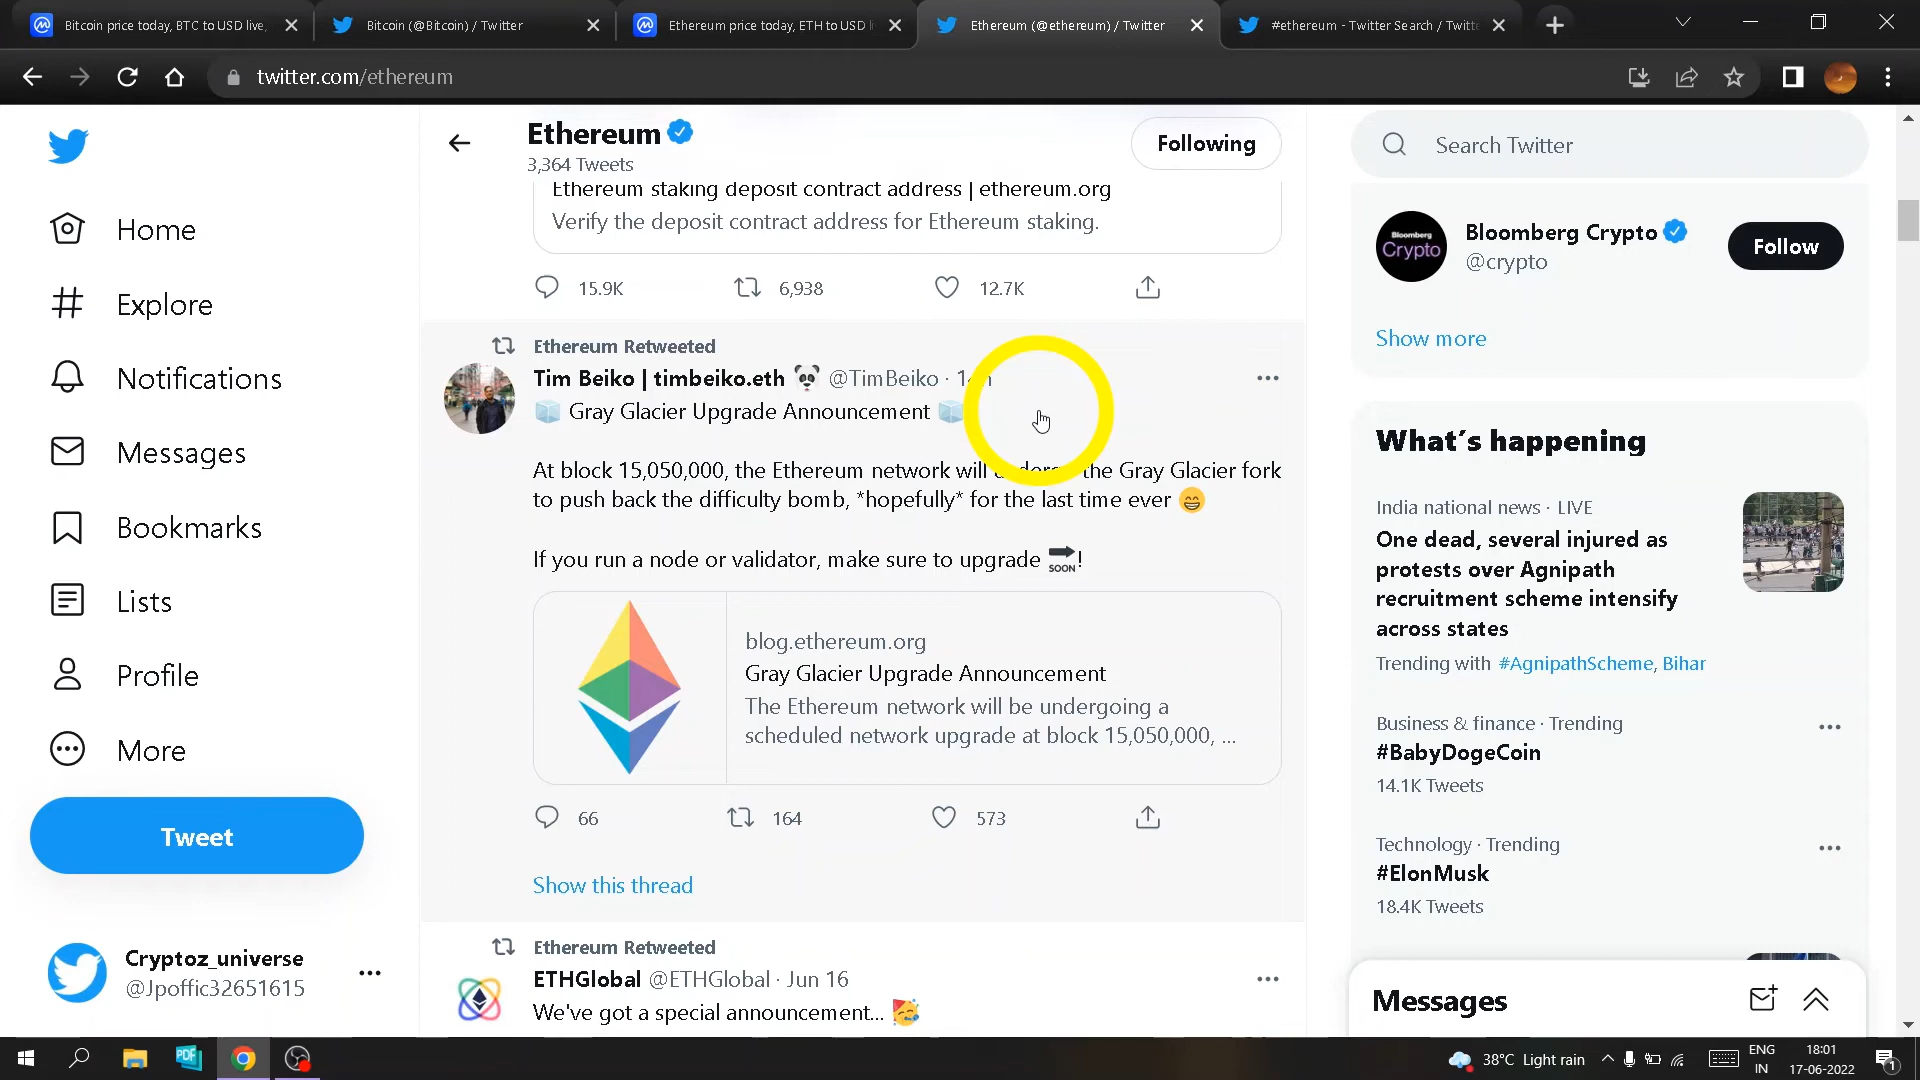 Bitcoin price today, BTC to USD live,
Bitcoin (@Bitcoin) / Twitter
Ethereum price today, ETH to USD l
Ethereum (@ethereum) / Twitter
#ethereum - Twitter Search / Twitt
twitter.com/ethereum
Home
Explore
Notifications
Messages
Bookmarks
Lists
Profile
More
Tweet
Cryptoz_universe
@Jpoffic32651615
Ethereum
3,364 Tweets
Following
Ethereum staking deposit contract address | ethereum.org
Verify the deposit contract address for Ethereum staking.
15.9K 6,938 12.7K
Ethereum Retweeted
Tim Beiko | timbeiko.eth 🐼 @TimBeiko ·
🧊 Gray Glacier Upgrade Announcement 🧊
At block 15,050,000, the Ethereum network will the Gray Glacier fork
to push back the difficulty bomb, *hopefully* for the last time ever 😄
If you run a node or validator, make sure to upgrade 🔜!
blog.ethereum.org
Gray Glacier Upgrade Announcement
The Ethereum network will be undergoing a
scheduled network upgrade at block 15,050,000, ...
66 164 573
Show this thread
Ethereum Retweeted
ETHGlobal @ETHGlobal · Jun 16
We've got a special announcement... 🥳
Search Twitter
Bloomberg Crypto
Bloomberg Crypto
@crypto
Follow
Show more
What's happening
India national news · LIVE
One dead, several injured as
protests over Agnipath
recruitment scheme intensify
across states
Trending with #AgnipathScheme, Bihar
Business & finance · Trending
#BabyDogeCoin
14.1K Tweets
Technology · Trending
#ElonMusk
18.4K Tweets
Messages
PDF
38°C Light rain
ENG
IN
18:01
17-06-2022
1